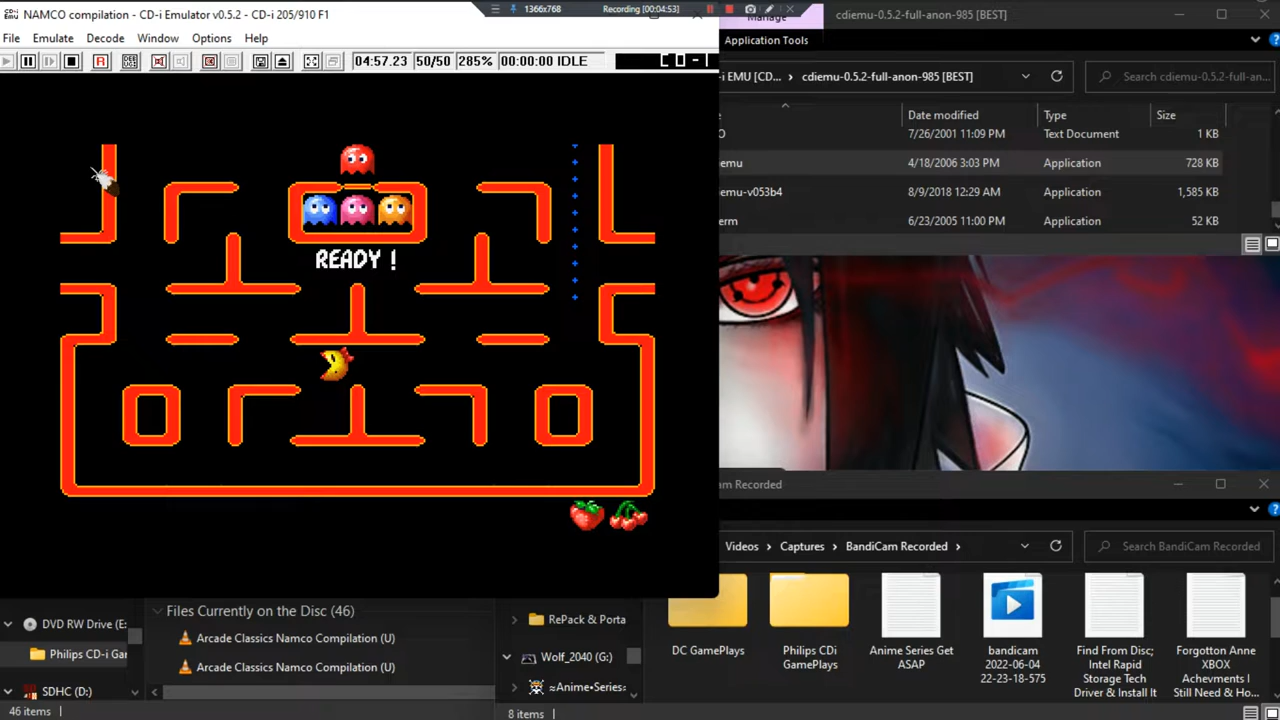 NAMCO compilation - CD-i Emulator v0.5.2 - CD-i 205/910 F1
1366x768
Recording [00:04:53]
Manage
cdiemu-0.5.2-full-anon-985 [BEST]
File Emulate Decode Window Options Help
Application Tools
04:57.23 50/50 285% 00:00:00 IDLE
CD-I
-i EMU [CD... > cdiemu-0.5.2-full-anon-985 [BEST]
Search cdiemu-0.5.2-full-an...
Date modified Type Size
O 7/26/2001 11:09 PM Text Document 1 KB
emu 4/18/2006 3:03 PM Application 728 KB
emu-v053b4 8/9/2018 12:29 AM Application 1,585 KB
erm 6/23/2005 11:00 PM Application 52 KB
READY !
Cam Recorded
Videos > Captures > BandiCam Recorded >
Search BandiCam Recorded
DVD RW Drive (E:
Philips CD-i Gar
SDHC (D:)
46 items
Files Currently on the Disc (46)
Arcade Classics Namco Compilation (U)
Arcade Classics Namco Compilation (U)
RePack & Porta
Wolf_2040 (G:)
≈Anime•Series:
8 items
DC GamePlays
Philips CDi GamePlays
Anime Series Get ASAP
bandicam 2022-06-04 22-23-18-575
Find From Disc; Intel Rapid Storage Tech Driver & Install It
Forgotton Anne XBOX Achevments I Still Need & Ho...